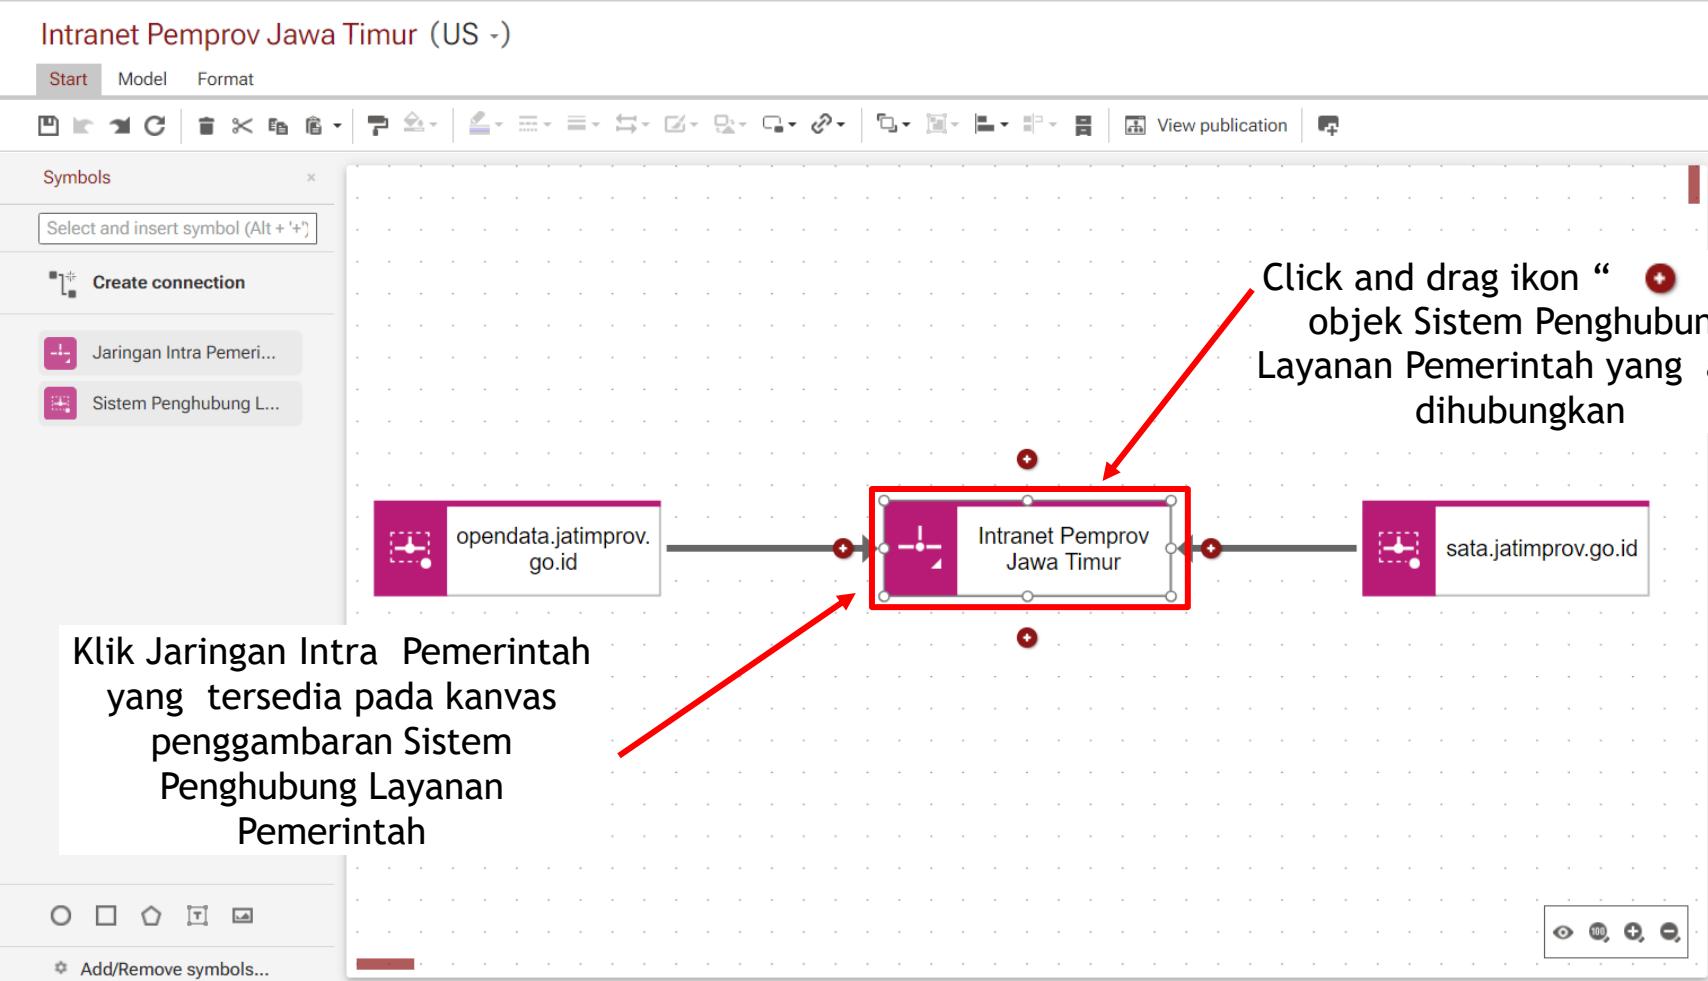 Intranet Pemprov Jawa Timur (US -)
Start Model Format
View publication
Symbols ×
Select and insert symbol (Alt + '+')
Create connection
Jaringan Intra Pemeri...
Sistem Penghubung L...
Click and drag ikon “
objek Sistem
Layanan Pemerintah yang
dihubungkan
opendata.jatimprov.
go.id
Intranet Pemprov
Jawa Timur
sata.jatimprov.go.id
Klik Jaringan Intra Pemerintah
yang tersedia pada kanvas
penggambaran Sistem
Penghubung Layanan
Pemerintah
T
100
Add/Remove symbols...